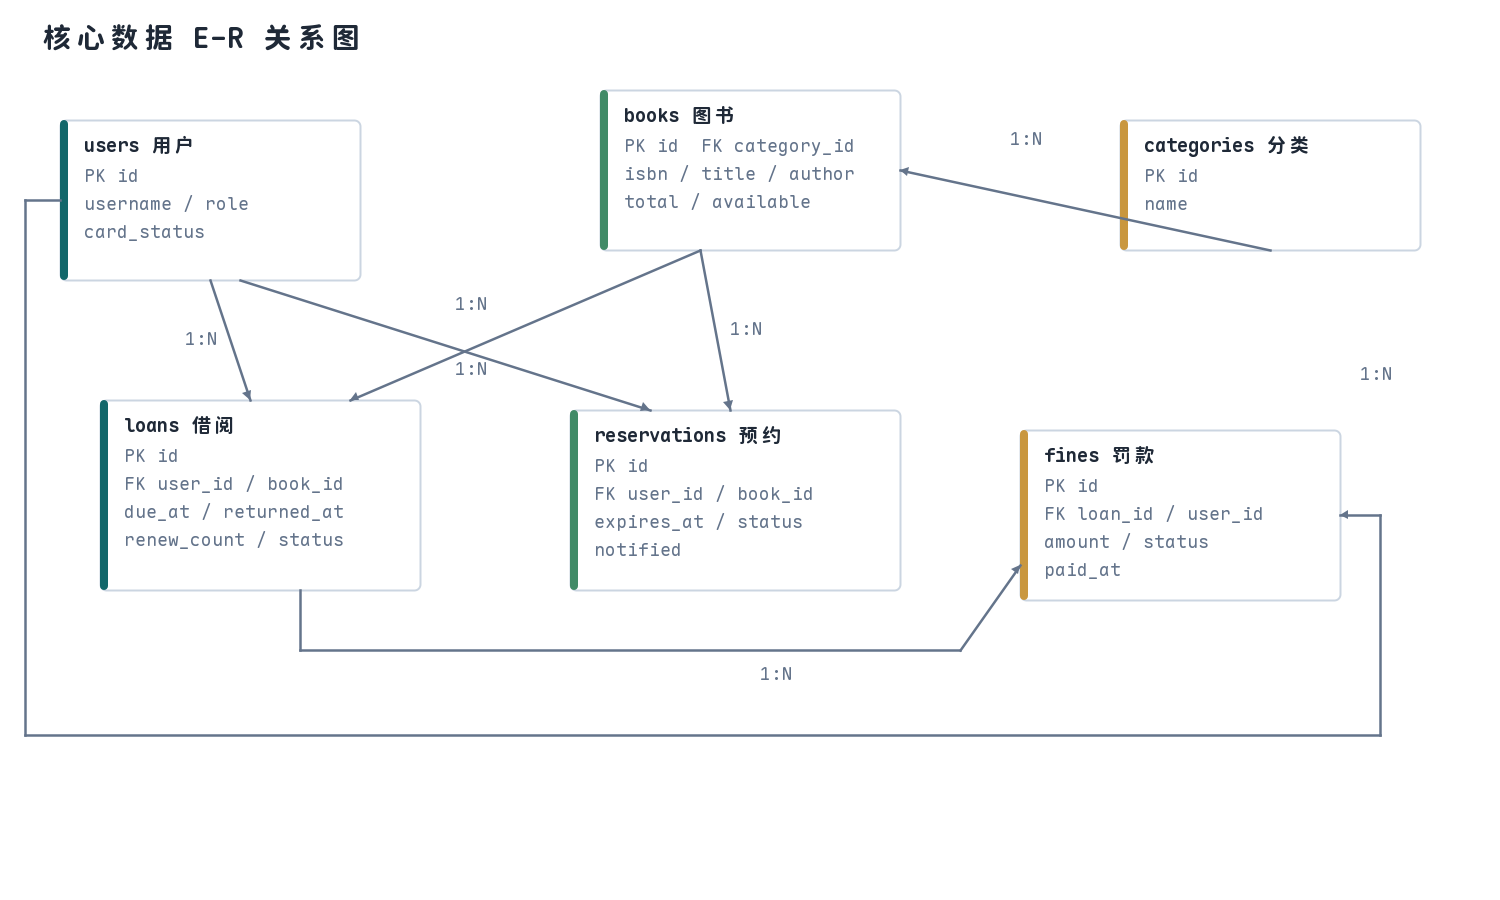 核心数据 E-R 关系图
users 用户
PK id
username / role
card_status
books 图书
PK id  FK category_id
isbn / title / author
total / available
1:N
categories 分类
PK id
name
1:N
1:N
1:N
1:N
1:N
loans 借阅
PK id
FK user_id / book_id
due_at / returned_at
renew_count / status
reservations 预约
PK id
FK user_id / book_id
expires_at / status
notified
fines 罚款
PK id
FK loan_id / user_id
amount / status
paid_at
1:N